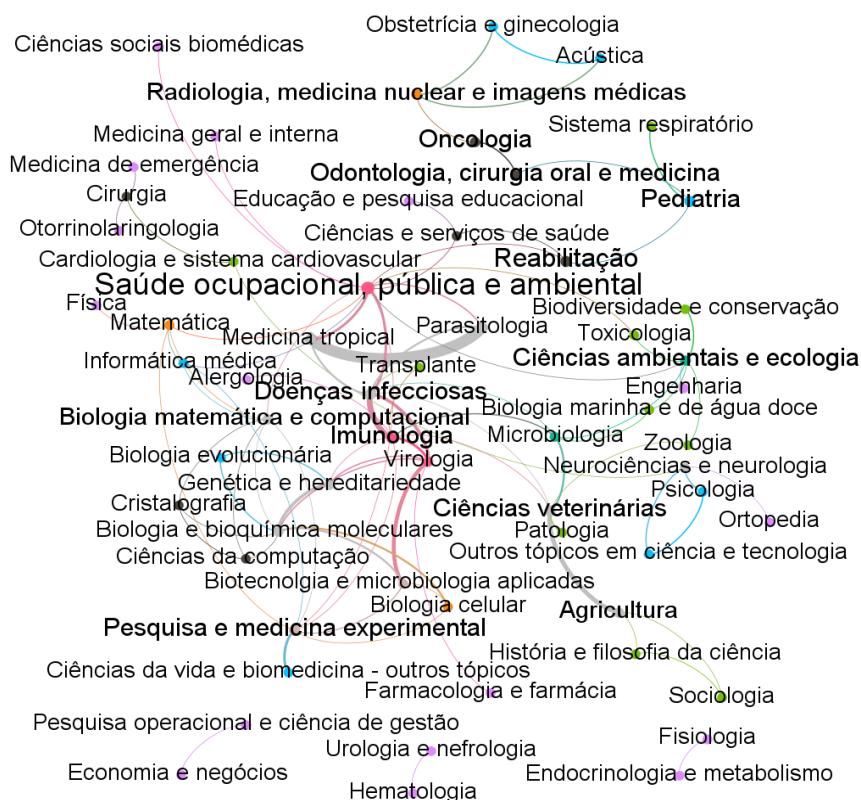 Obstetrícia e ginecologia
Ciências sociais biomédicas
Acústica
Radiologia, medicina nuclear e imagens médicas
Sistema respiratório
Medicina geral e interna
Oncologia
Medicina de emergência
Odontologia, cirurgia oral e medicina
Cirurgia
Educação e pesquisa educacional
Pediatria
Otorrinolaringologia
Ciências e serviços de saúde
Cardiologia e sistema cardiovascular
Reabilitação
Saúde ocupacional, pública e ambiental
Física
Biodiversidade e conservação
Matemática
Medicina tropical
Parasitologia
Toxicologia
Informática médica
Transplante
Ciências ambientais e ecologia
Alergologia
Doenças infecciosas
Engenharia
Biologia matemática e computacional
Biologia marinha e de água doce
Imunologia
Microbiologia
Zoologia
Biologia evolucionária
Virologia
Neurociências e neurologia
Genética e hereditariedade
Psicologia
Cristalografia
Ciências veterinárias
Ortopedia
Biologia e bioquímica moleculares
Patologia
Ciências da computação
Outros tópicos em ciência e tecnologia
Biotecnolgia e microbiologia aplicadas
Biologia celular
Agricultura
Pesquisa e medicina experimental
História e filosofia da ciência
Ciências da vida e biomedicina - outros tópicos
Farmacologia e farmácia
Sociologia
Pesquisa operacional e ciência de gestão
Fisiologia
Urologia e nefrologia
Economia e negócios
Endocrinologia e metabolismo
Hematologia